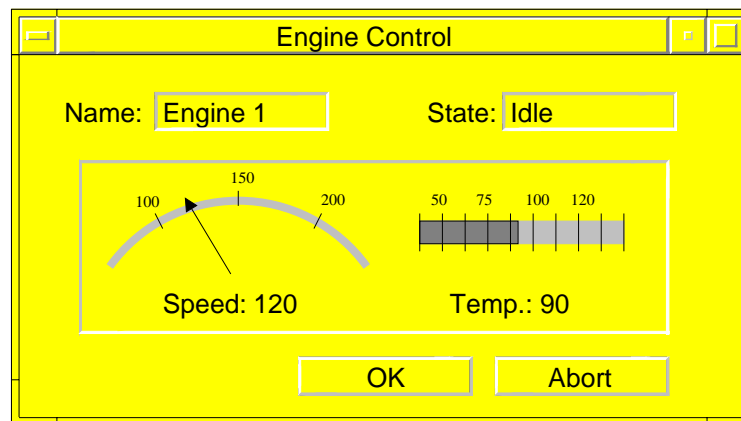 Engine Control
Name: Engine 1 State: Idle
100 150 200 50 75 100 120
Speed: 120 Temp.: 90
OK Abort